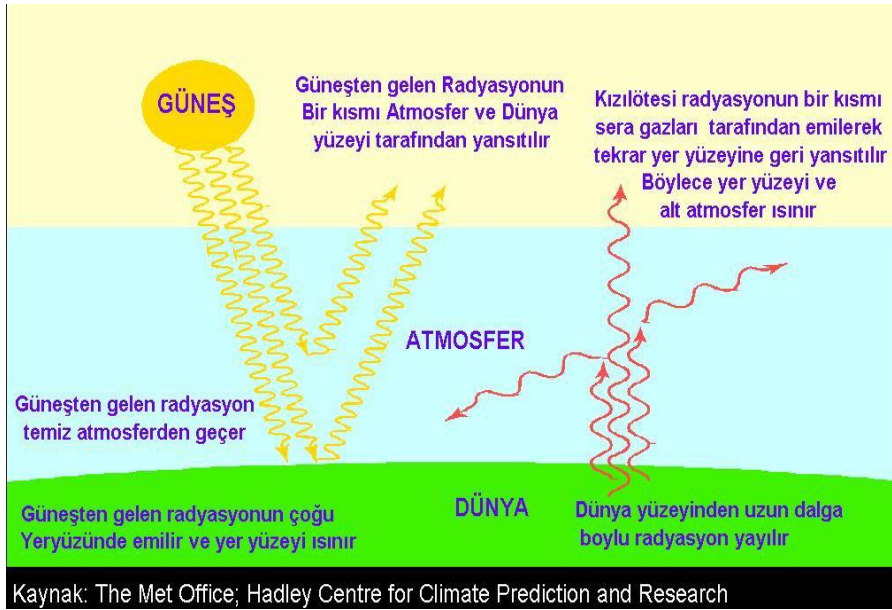 GÜNEŞ
Güneşten gelen Radyasyonun
Bir kısmı Atmosfer ve Dünya
yüzeyi tarafından yansıtılır
Kızılötesi radyasyonun bir kısmı
sera gazları tarafından emilerek
tekrar yer yüzeyine geri yansıtılır
Böylece yer yüzeyi ve
alt atmosfer ısınır
ATMOSFER
Güneşten gelen radyasyon
temiz atmosferden geçer
Güneşten gelen radyasyonun çoğu
Yeryüzünde emilir ve yer yüzeyi ısınır
DÜNYA
Dünya yüzeyinden uzun dalga
boylu radyasyon yayılır
Kaynak: The Met Office; Hadley Centre for Climate Prediction and Research